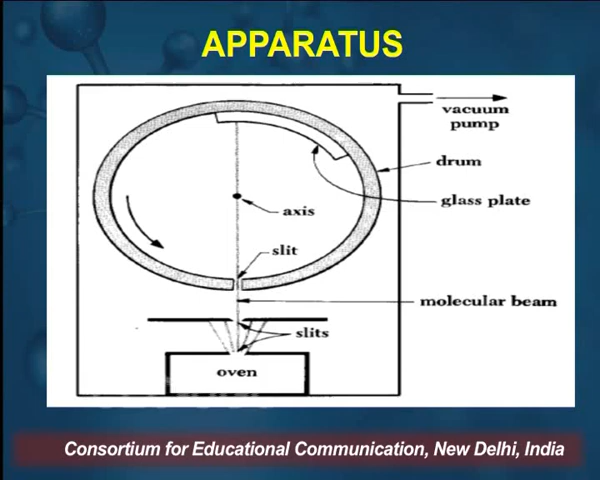 APPARATUS
vacuum
pump
drum
glass plate
axis
slit
molecular beam
slits
oven
Consortium for Educational Communication, New Delhi, India